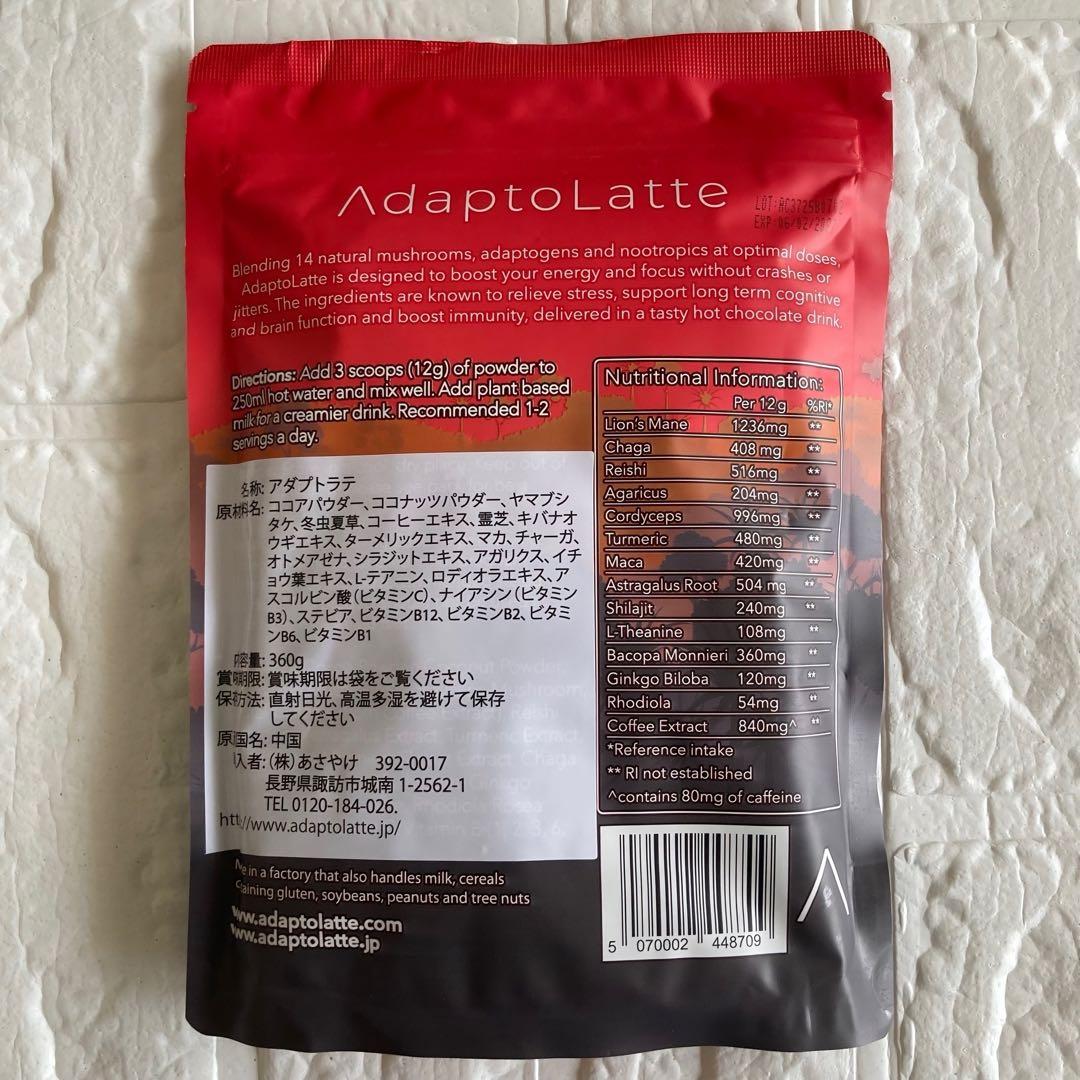 AdaptoLatte
Blending 14 natural mushrooms, adaptogens and nootropics at optimal doses,
AdaptoLatte is designed to boost your energy and focus without crashes or
jitters. The ingredients are known to relieve stress, support long term cognitive
and brain function and boost immunity, delivered in a tasty hot chocolate drink.
Directions: Add 3 scoops (12g) of powder to
250ml hot water and mix well. Add plant based
milk for a creamier drink. Recommended 1-2
servings a day.
名称: アダプトラテ
原材料名: ココアパウダー、ココナッツパウダー、ヤマブシ
タケ、冬虫夏草、コーヒーエキス、霊芝、キバナオ
ウギエキス、ターメリックエキス、マカ、チャーガ、
オトメアゼナ、シラジットエキス、アガリクス、イチ
ョウ葉エキス、L-テアニン、ロディオラエキス、ア
スコルビン酸(ビタミンC)、ナイアシン(ビタミン
B3)、ステビア、ビタミンB12、ビタミンB2、ビタミ
ンB6、ビタミンB1
内容量: 360g
賞味期限: 賞味期限は袋をご覧ください
保存方法: 直射日光、高温多湿を避けて保存
してください
原産国名: 中国
入者: (株)あさやけ 392-0017
長野県諏訪市城南 1-2562-1
TEL 0120-184-026.
http://www.adaptolatte.jp/
in a factory that also handles milk, cereals
gluten, soybeans, peanuts and tree nuts
www.adaptolatte.com
www.adaptolatte.jp
Nutritional Information:
Per 12g %RI*
Lion's Mane 1236mg **
Chaga 408mg **
Reishi 516mg **
Agaricus 204mg **
Cordyceps 996mg **
Turmeric 480mg **
Maca 420mg **
Astragalus Root 504 mg **
Shilajit 240mg **
L-Theanine 108mg **
Bacopa Monnieri 360mg **
Ginkgo Biloba 120mg **
Rhodiola 54mg **
Coffee Extract 840mg^ **
*Reference intake
** RI not established
^contains 80mg of caffeine
5 070002 448709